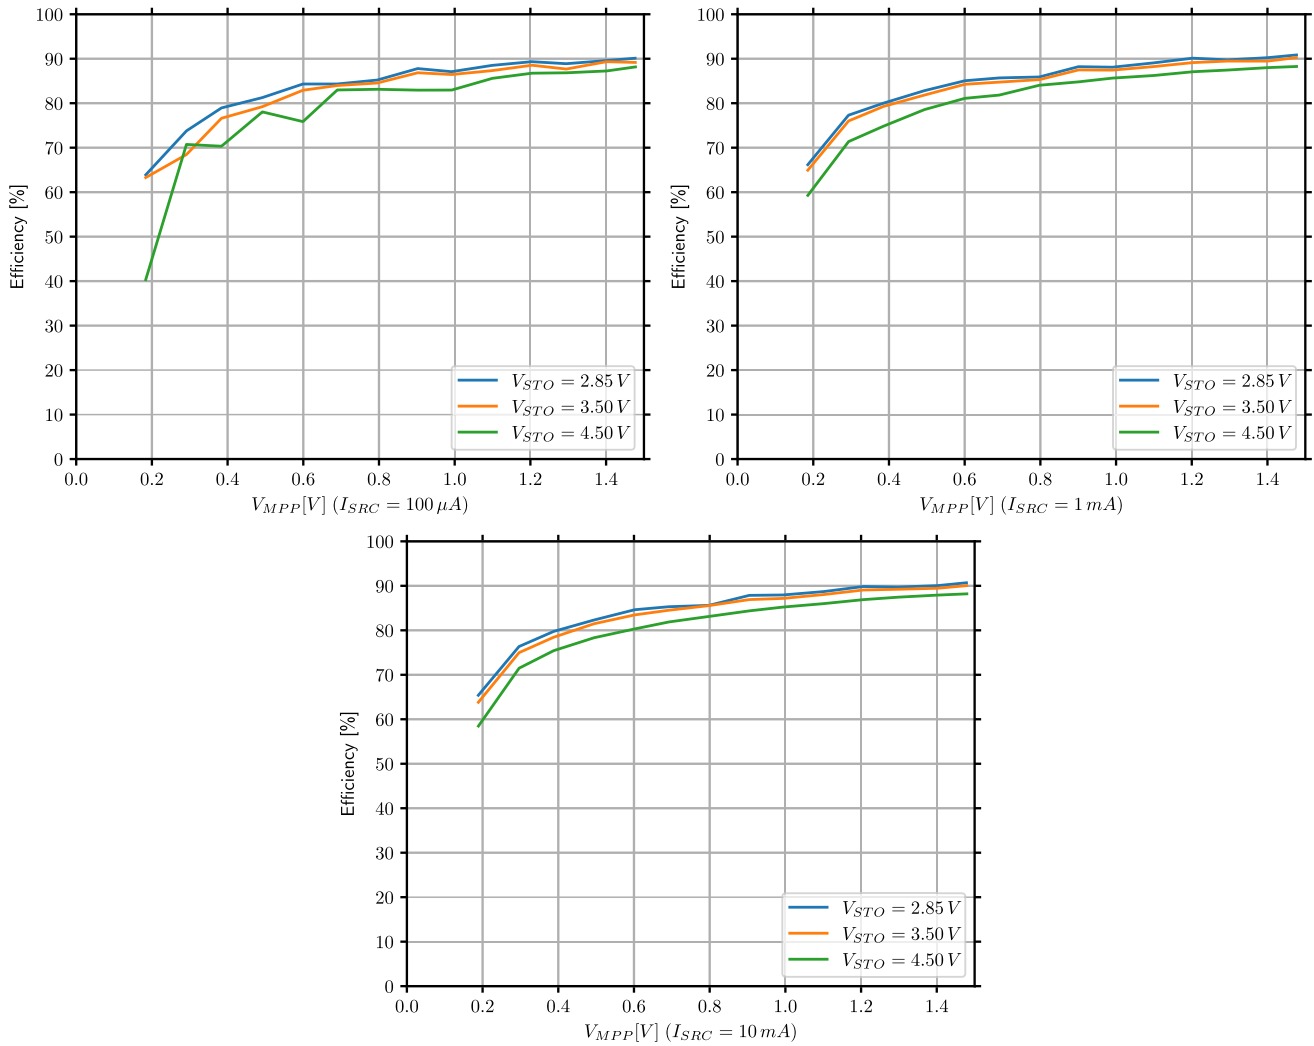 100
90
80
70
60
50
40
30
20
10
0
Efficiency [%]
V_STO = 2.85 V
V_STO = 3.50 V
V_STO = 4.50 V
0.0 0.2 0.4 0.6 0.8 1.0 1.2 1.4
V_MPP[V] (I_SRC = 100 μA)
100
90
80
70
60
50
40
30
20
10
0
Efficiency [%]
V_STO = 2.85 V
V_STO = 3.50 V
V_STO = 4.50 V
0.0 0.2 0.4 0.6 0.8 1.0 1.2 1.4
V_MPP[V] (I_SRC = 1 mA)
100
90
80
70
60
50
40
30
20
10
0
Efficiency [%]
V_STO = 2.85 V
V_STO = 3.50 V
V_STO = 4.50 V
0.0 0.2 0.4 0.6 0.8 1.0 1.2 1.4
V_MPP[V] (I_SRC = 10 mA)